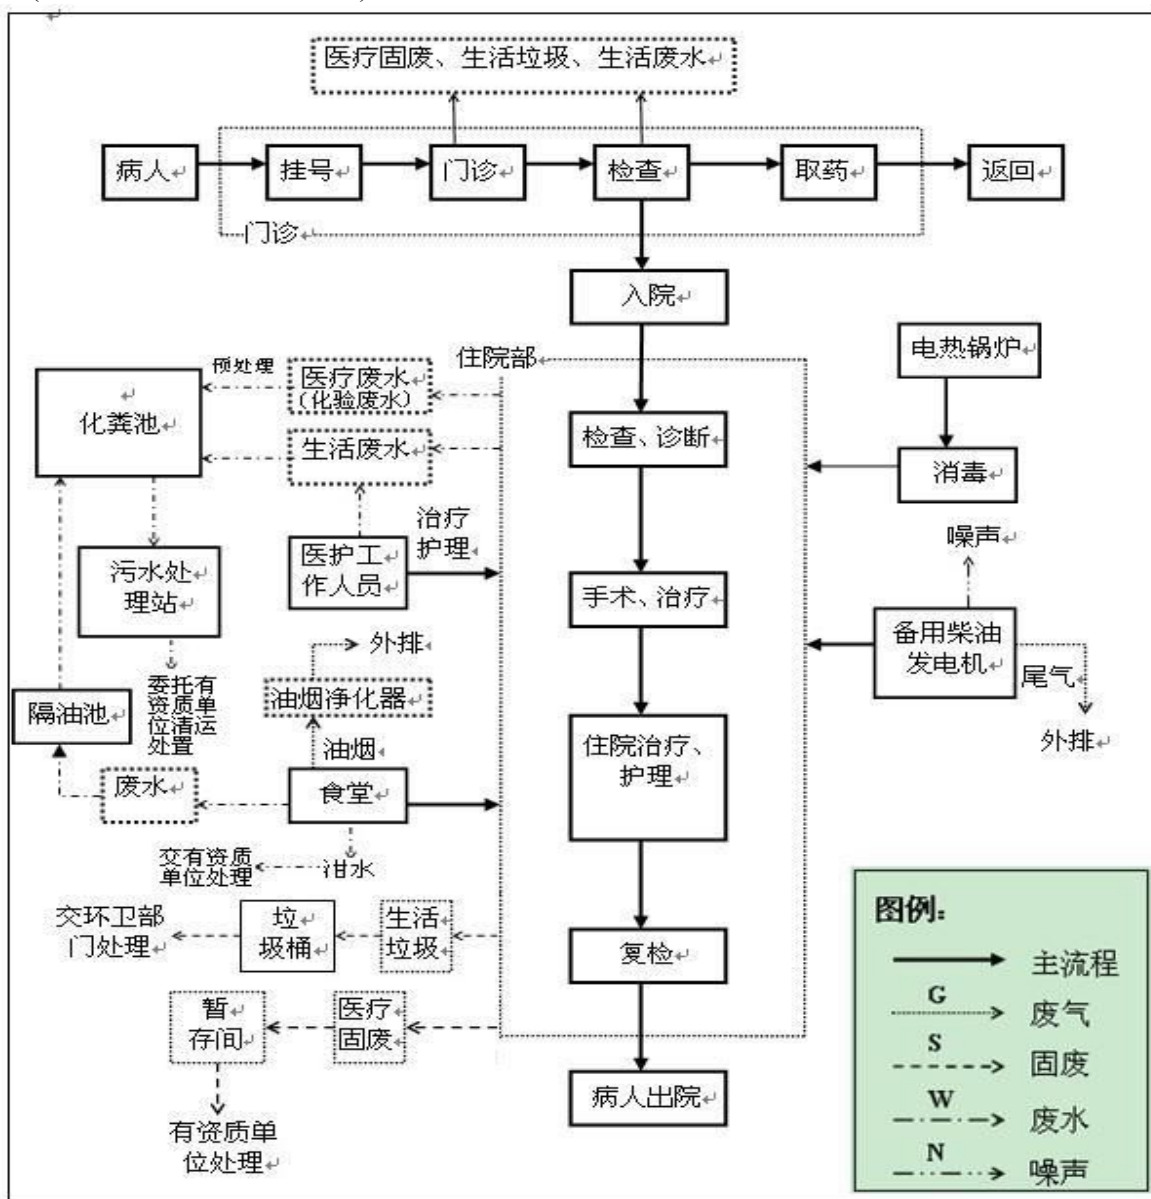 医疗固废、生活垃圾、生活废水
病人
挂号
门诊
检查
取药
返回
门诊
入院
住院部
电热锅炉
预处理
医疗废水
(化验废水)
化粪池
检查、诊断
生活废水
消毒
治疗
护理
噪声
医护工
作人员
污水处
理站
手术、治疗
备用柴油
发电机
外排
尾气
委托有
资质单
位清运
处置
油烟净化器
隔油池
油烟
住院治疗、
护理
外排
废水
食堂
交有资质
单位处理
泔水
交环卫部
门处理
垃
圾桶
生活
垃圾
复检
暂
存间
医疗
固废
病人出院
有资质单
位处理
图例:
主流程
G
废气
S
固废
W
废水
N
噪声